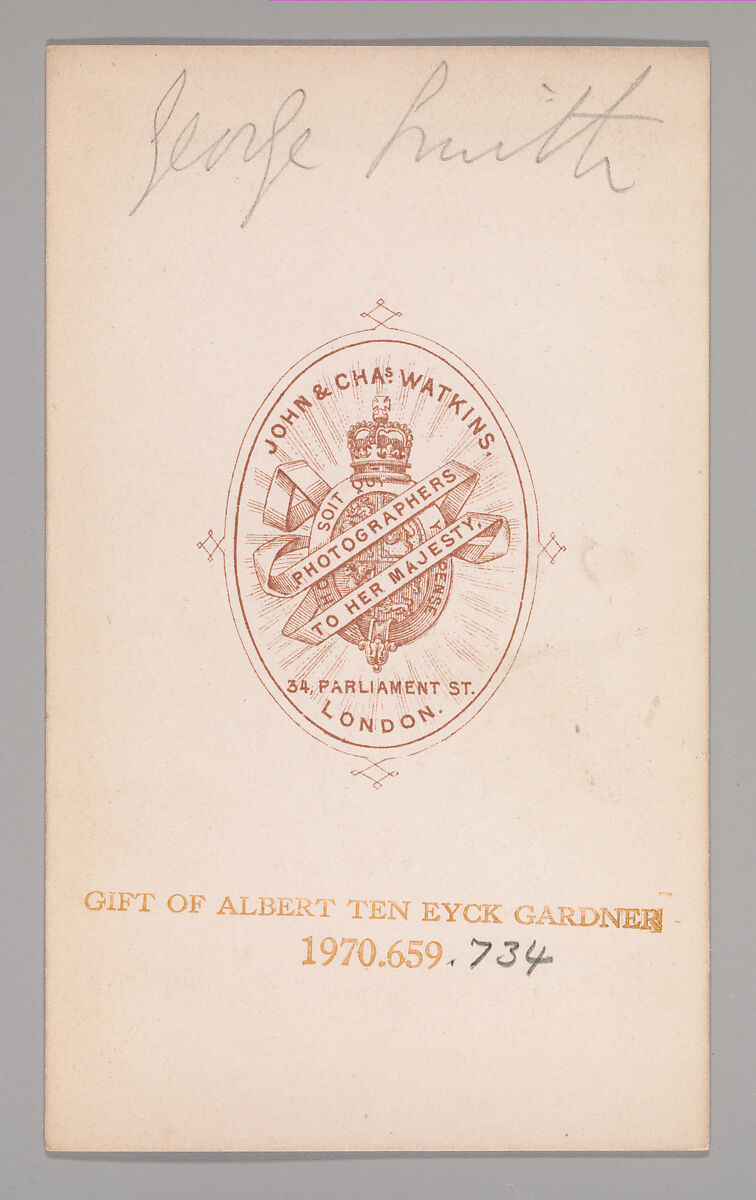 George Smith
JOHN & CHAS. WATKINS,
SOIT QUI
PHOTOGRAPHERS
TO HER MAJESTY,
PENSE
34, PARLIAMENT ST.
LONDON.
GIFT OF ALBERT TEN EYCK GARDNER
1970.659.734